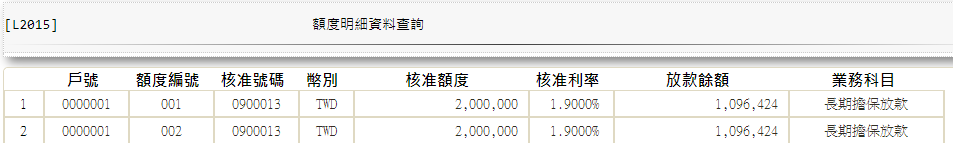 [L2015] 額度明細資料查詢
戶號 額度編號 核准號碼 幣別 核准額度 核准利率 放款餘額 業務科目
1 0000001 001 0900013 TWD 2,000,000 1.9000% 1,096,424 長期擔保放款
2 0000001 002 0900013 TWD 2,000,000 1.9000% 1,096,424 長期擔保放款